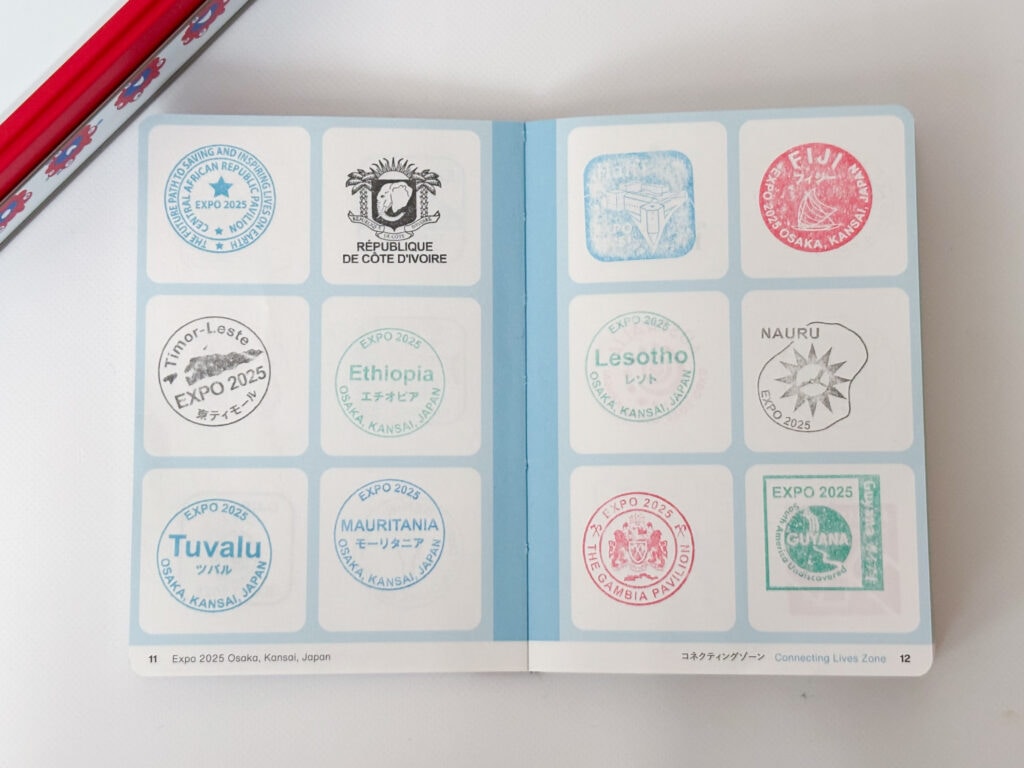 THE FUTURE PATH TO SAVING AND INSPIRING LIVES ON EARTH
CENTRAL AFRICAN REPUBLIC PAVILION
EXPO 2025
RÉPUBLIQUE
DE CÔTE D'IVOIRE
Timor-Leste
EXPO 2025
東ティモール
EXPO 2025
Ethiopia
エチオピア
OSAKA, KANSAI, JAPAN
EXPO 2025
Tuvalu
ツバル
OSAKA, KANSAI, JAPAN
EXPO 2025
MAURITANIA
モーリタニア
OSAKA, KANSAI, JAPAN
11 Expo 2025 Osaka, Kansai, Japan
FIJI
フィジー
EXPO 2025 OSAKA, KANSAI, JAPAN
EXPO 2025
Lesotho
レソト
OSAKA, KANSAI, JAPAN
NAURU
EXPO 2025
EXPO 2025
THE GAMBIA PAVILION
EXPO 2025
GUYANA
South America Undiscovered
コネクティングゾーン Connecting Lives Zone 12